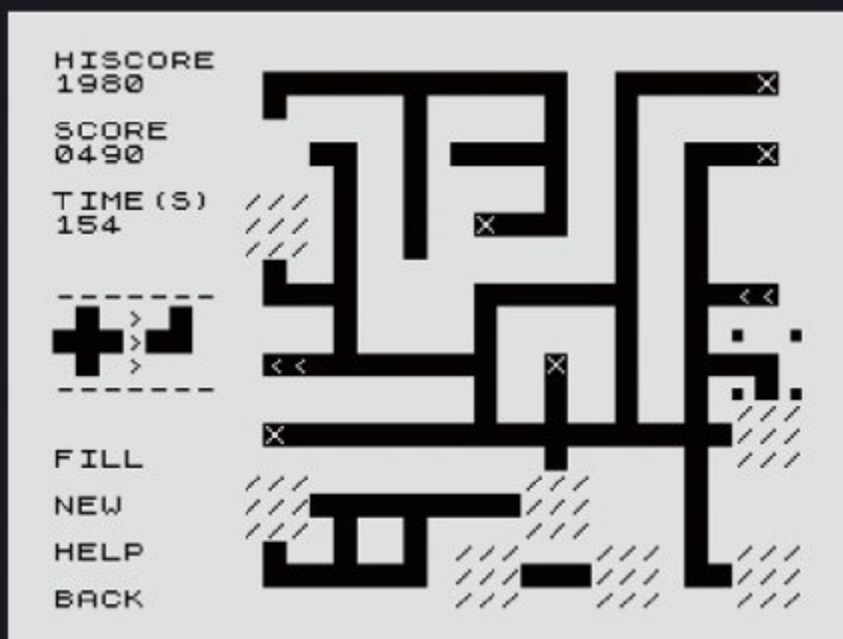 HISCORE
1980
SCORE
0490
TIME(S)
154
FILL
NEW
HELP
BACK